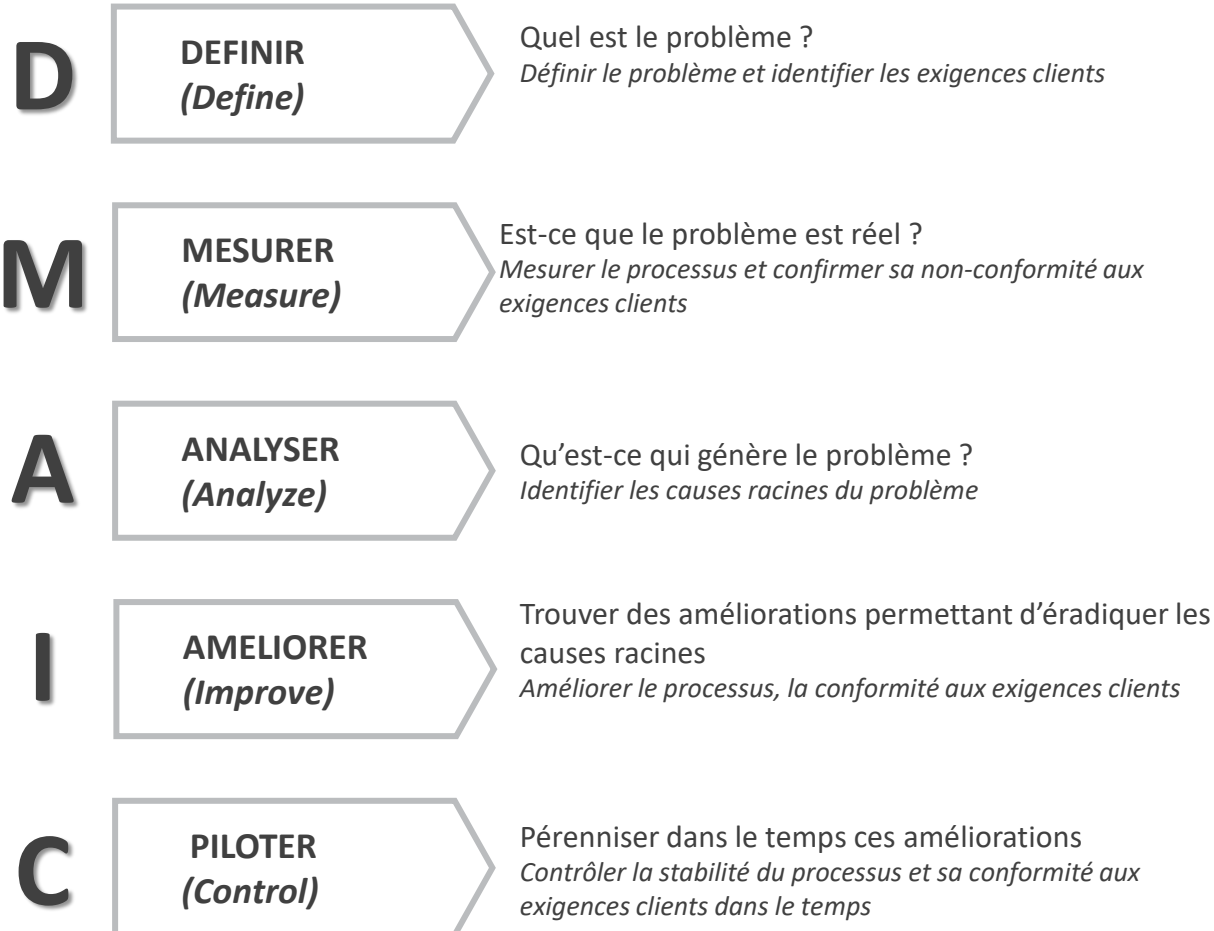 D
DEFINIR
(Define)
Quel est le problème ?
Définir le problème et identifier les exigences clients
M
MESURER
(Measure)
Est-ce que le problème est réel ?
Mesurer le processus et confirmer sa non-conformité aux
exigences clients
A
ANALYSER
(Analyze)
Qu’est-ce qui génère le problème ?
Identifier les causes racines du problème
I
AMELIORER
(Improve)
Trouver des améliorations permettant d’éradiquer les
causes racines
Améliorer le processus, la conformité aux exigences clients
C
PILOTER
(Control)
Pérenniser dans le temps ces améliorations
Contrôler la stabilité du processus et sa conformité aux
exigences clients dans le temps